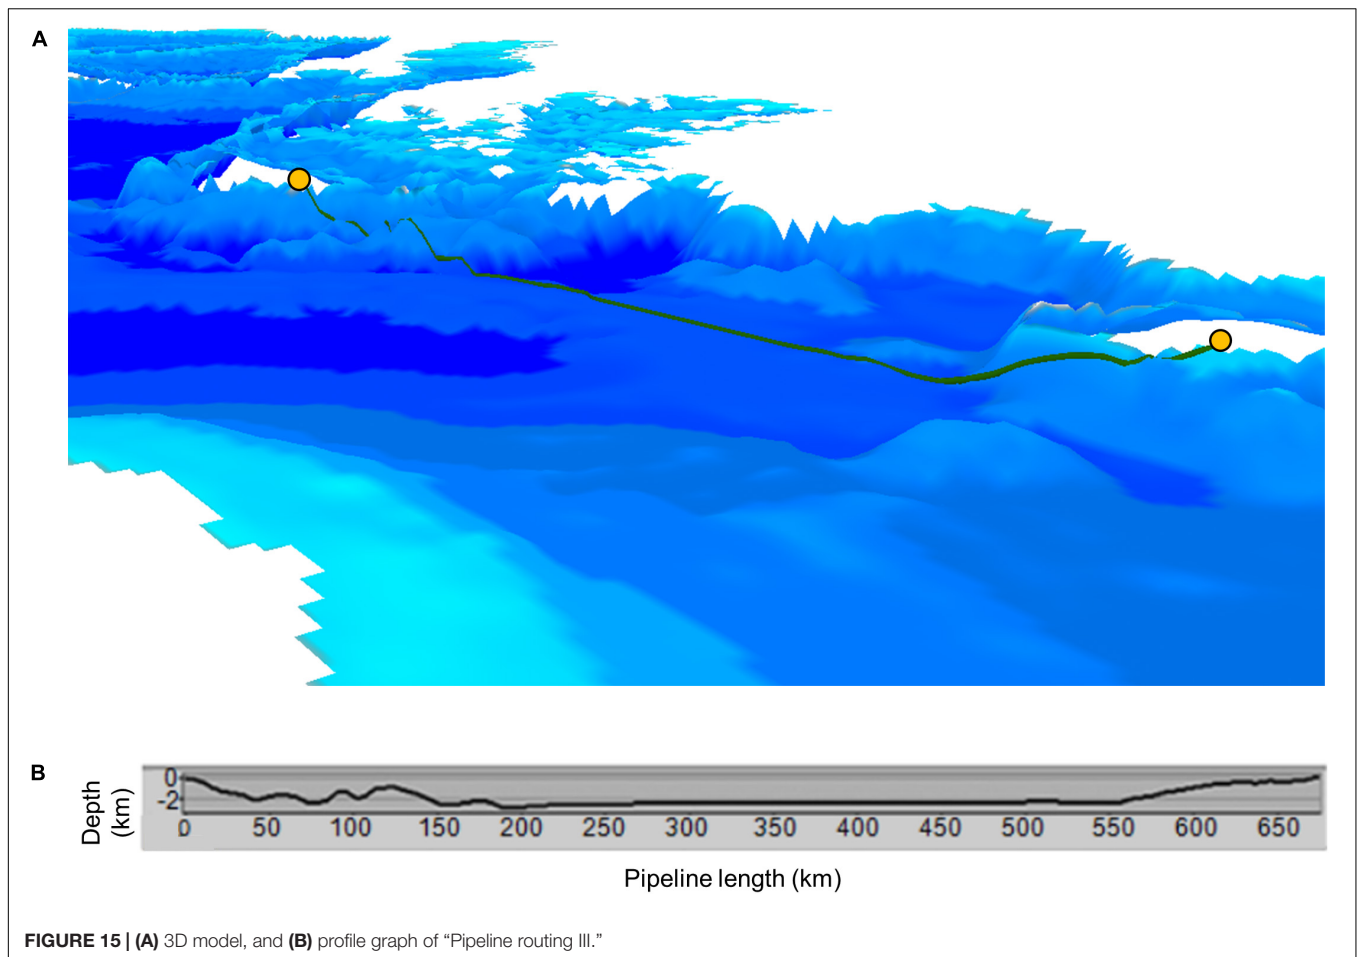 A
B
Depth
(km)
0
-2
0 50 100 150 200 250 300 350 400 450 500 550 600 650
Pipeline length (km)
FIGURE 15 | (A) 3D model, and (B) profile graph of “Pipeline routing III.”